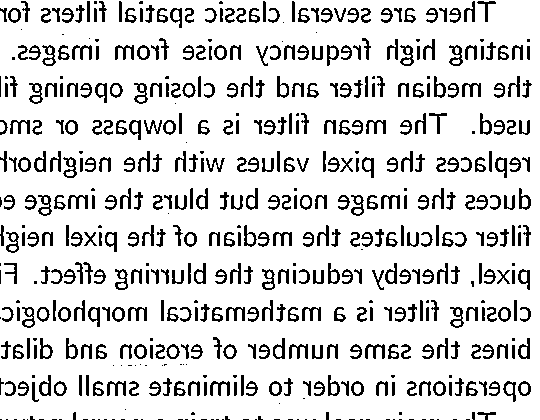 There are several classic spatial filters for
inating high frequency noise from images.
the median filter and the closing opening fil
used. The mean filter is a lowpass or smo
replaces the pixel values with the neighborh
duces the image noise but blurs the image e
filter calculates the median of the pixel neigh
pixel, thereby reducing the blurring effect. Fi
closing filter is a mathematical morphologic
bines the same number of erosion and dilat
operations in order to eliminate small object